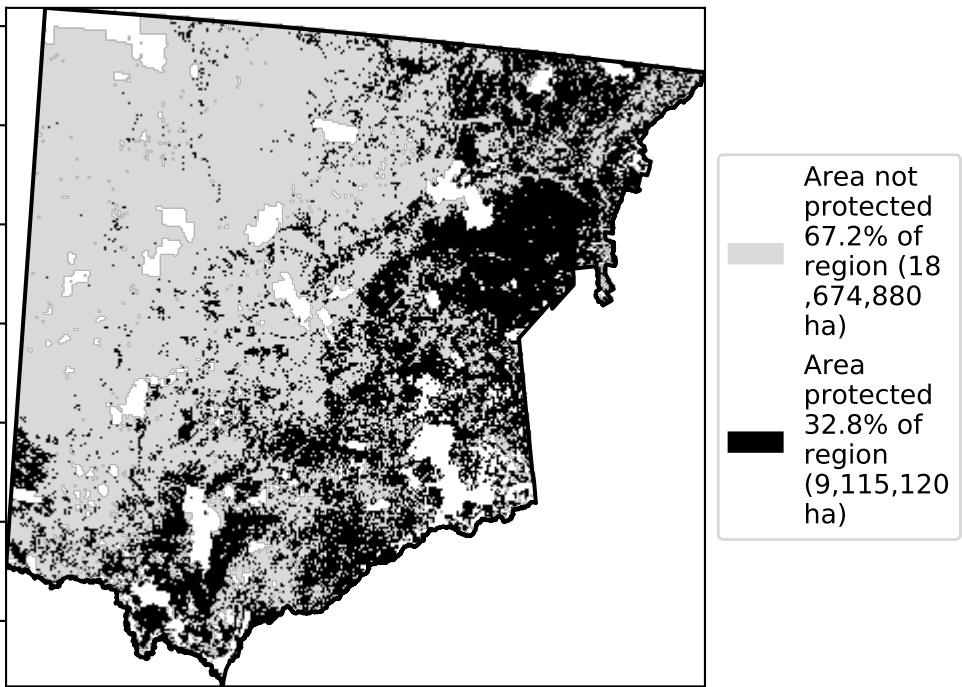 Area not
protected
67.2% of
region (18
,674,880
ha)
Area
protected
32.8% of
region
(9,115,120
ha)